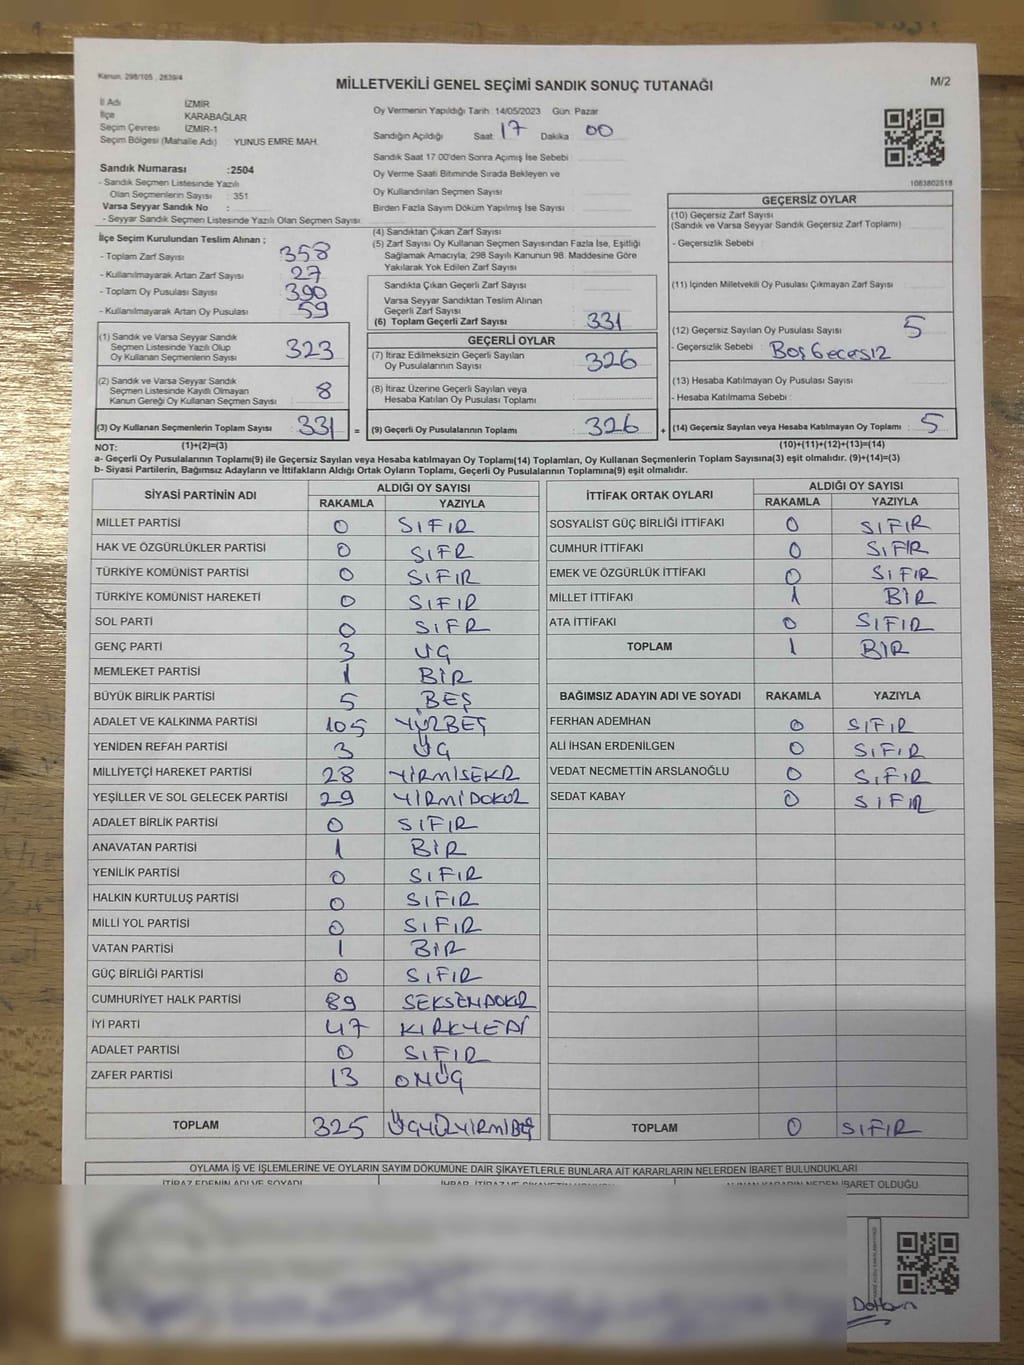 Kanun: 298/105 , 2839/4
MİLLETVEKİLİ GENEL SEÇİMİ SANDIK SONUÇ TUTANAĞI
M/2
İl Adı İZMİR
İlçe KARABAĞLAR
Seçim Çevresi İZMİR-1
Seçim Bölgesi (Mahalle Adı) YUNUS EMRE MAH.
Oy Vermenin Yapıldığı Tarih :14/05/2023 Gün: Pazar
Sandığın Açıldığı Saat: 17 Dakika 00
Sandık Saat 17.00'den Sonra Açımış İse Sebebi
Oy Verme Saati Bitiminde Sırada Bekleyen ve
Oy Kullandırılan Seçmen Sayısı
Birden Fazla Sayım Döküm Yapılmış İse Sayısı :
1083802518
Sandık Numarası :2504
- Sandık Seçmen Listesinde Yazılı
Olan Seçmenlerin Sayısı : 351
Varsa Seyyar Sandık No :
- Seyyar Sandık Seçmen Listesinde Yazılı Olan Seçmen Sayısı
İlçe Seçim Kurulundan Teslim Alınan ;
- Toplam Zarf Sayısı 358
- Kullanılmayarak Artan Zarf Sayısı 27
- Toplam Oy Pusulası Sayısı 390
- Kullanılmayarak Artan Oy Pusulası 59
(1) Sandık ve Varsa Seyyar Sandık
Seçmen Listesinde Yazılı Olup
Oy Kullanan Seçmenlerin Sayısı 323
(2) Sandık ve Varsa Seyyar Sandık
Seçmen Listesinde Kayıtlı Olmayan
Kanun Gereği Oy Kullanan Seçmen Sayısı 8
(3) Oy Kullanan Seçmenlerin Toplam Sayısı 331
(1)+(2)=(3)
(4) Sandıktan Çıkan Zarf Sayısı :
(5) Zarf Sayısı Oy Kullanan Seçmen Sayısından Fazla İse, Eşitliği
Sağlamak Amacıyla, 298 Sayılı Kanunun 98. Maddesine Göre
Yakılarak Yok Edilen Zarf Sayısı :
Sandıkta Çıkan Geçerli Zarf Sayısı :
Varsa Seyyar Sandıktan Teslim Alınan
Geçerli Zarf Sayısı :
(6) Toplam Geçerli Zarf Sayısı : 331
GEÇERLİ OYLAR
(7) İtiraz Edilmeksizin Geçerli Sayılan
Oy Pusulalarının Sayısı : 326
(8) İtiraz Üzerine Geçerli Sayılan veya
Hesaba Katılan Oy Pusulası Toplamı :
= (9) Geçerli Oy Pusulalarının Toplamı : 326
GEÇERSİZ OYLAR
(10) Geçersiz Zarf Sayısı
(Sandık ve Varsa Seyyar Sandık Geçersiz Zarf Toplamı)
- Geçersizlik Sebebi :
(11) İçinden Milletvekili Oy Pusulası Çıkmayan Zarf Sayısı :
(12) Geçersiz Sayılan Oy Pusulası Sayısı : 5
- Geçersizlik Sebebi : Boş Gecesiz
(13) Hesaba Katılmayan Oy Pusulası Sayısı :
- Hesaba Katılmama Sebebi :
+ (14) Geçersiz Sayılan veya Hesaba Katılmayan Oy Toplamı : 5
(10)+(11)+(12)+(13)=(14)
NOT:
a- Geçerli Oy Pusulalarının Toplamı(9) ile Geçersiz Sayılan veya Hesaba katılmayan Oy Toplamı(14) Toplamları, Oy Kullanan Seçmenlerin Toplam Sayısına(3) eşit olmalıdır. (9)+(14)=(3)
b- Siyasi Partilerin, Bağımsız Adayların ve İttifakların Aldığı Ortak Oyların Toplamı, Geçerli Oy Pusulalarının Toplamına(9) eşit olmalıdır.
SİYASİ PARTİNİN ADI ALDIĞI OY SAYISI
RAKAMLA YAZIYLA
MİLLET PARTİSİ 0 SIFIR
HAK VE ÖZGÜRLÜKLER PARTİSİ 0 SIFR
TÜRKİYE KOMÜNİST PARTİSİ 0 SIFIR
TÜRKİYE KOMÜNİST HAREKETİ 0 SIFIR
SOL PARTİ 0 SIFR
GENÇ PARTİ 3 ÜÇ
MEMLEKET PARTİSİ 1 BİR
BÜYÜK BİRLİK PARTİSİ 5 BEŞ
ADALET VE KALKINMA PARTİSİ 105 YÜZBEŞ
YENİDEN REFAH PARTİSİ 3 ÜÇ
MİLLİYETÇİ HAREKET PARTİSİ 28 YİRMİSEKZ
YEŞİLLER VE SOL GELECEK PARTİSİ 29 YİRMİDOKUZ
ADALET BİRLİK PARTİSİ 0 SIFIR
ANAVATAN PARTİSİ 1 BİR
YENİLİK PARTİSİ 0 SIFIR
HALKIN KURTULUŞ PARTİSİ 0 SIFIR
MİLLİ YOL PARTİSİ 0 SIFIR
VATAN PARTİSİ 1 BİR
GÜÇ BİRLİĞİ PARTİSİ 0 SIFIR
CUMHURİYET HALK PARTİSİ 89 SEKSENDOKUZ
İYİ PARTİ 47 KIRKYEDİ
ADALET PARTİSİ 0 SIFIR
ZAFER PARTİSİ 13 ONÜÇ
TOPLAM 325 ÜÇYÜZYİRMİBEŞ
İTTİFAK ORTAK OYLARI ALDIĞI OY SAYISI
RAKAMLA YAZIYLA
SOSYALİST GÜÇ BİRLİĞİ İTTİFAKI 0 SIFIR
CUMHUR İTTİFAKI 0 SIFIR
EMEK VE ÖZGÜRLÜK İTTİFAKI 0 SIFIR
MİLLET İTTİFAKI 1 BİR
ATA İTTİFAKI 0 SIFIR
TOPLAM 1 BİR
BAĞIMSIZ ADAYIN ADI VE SOYADI RAKAMLA YAZIYLA
FERHAN ADEMHAN 0 SIFIR
ALİ İHSAN ERDENİLGEN 0 SIFIR
VEDAT NECMETTİN ARSLANOĞLU 0 SIFIR
SEDAT KABAY 0 SIFIR
TOPLAM 0 SIFIR
OYLAMA İŞ VE İŞLEMLERİNE VE OYLARIN SAYIM DÖKÜMÜNE DAİR ŞİKAYETLERLE BUNLARA AİT KARARLARIN NELERDEN İBARET BULUNDUKLARI
İTİRAZ EDENİN ADI VE SOYADI
İBARET OLDUĞU